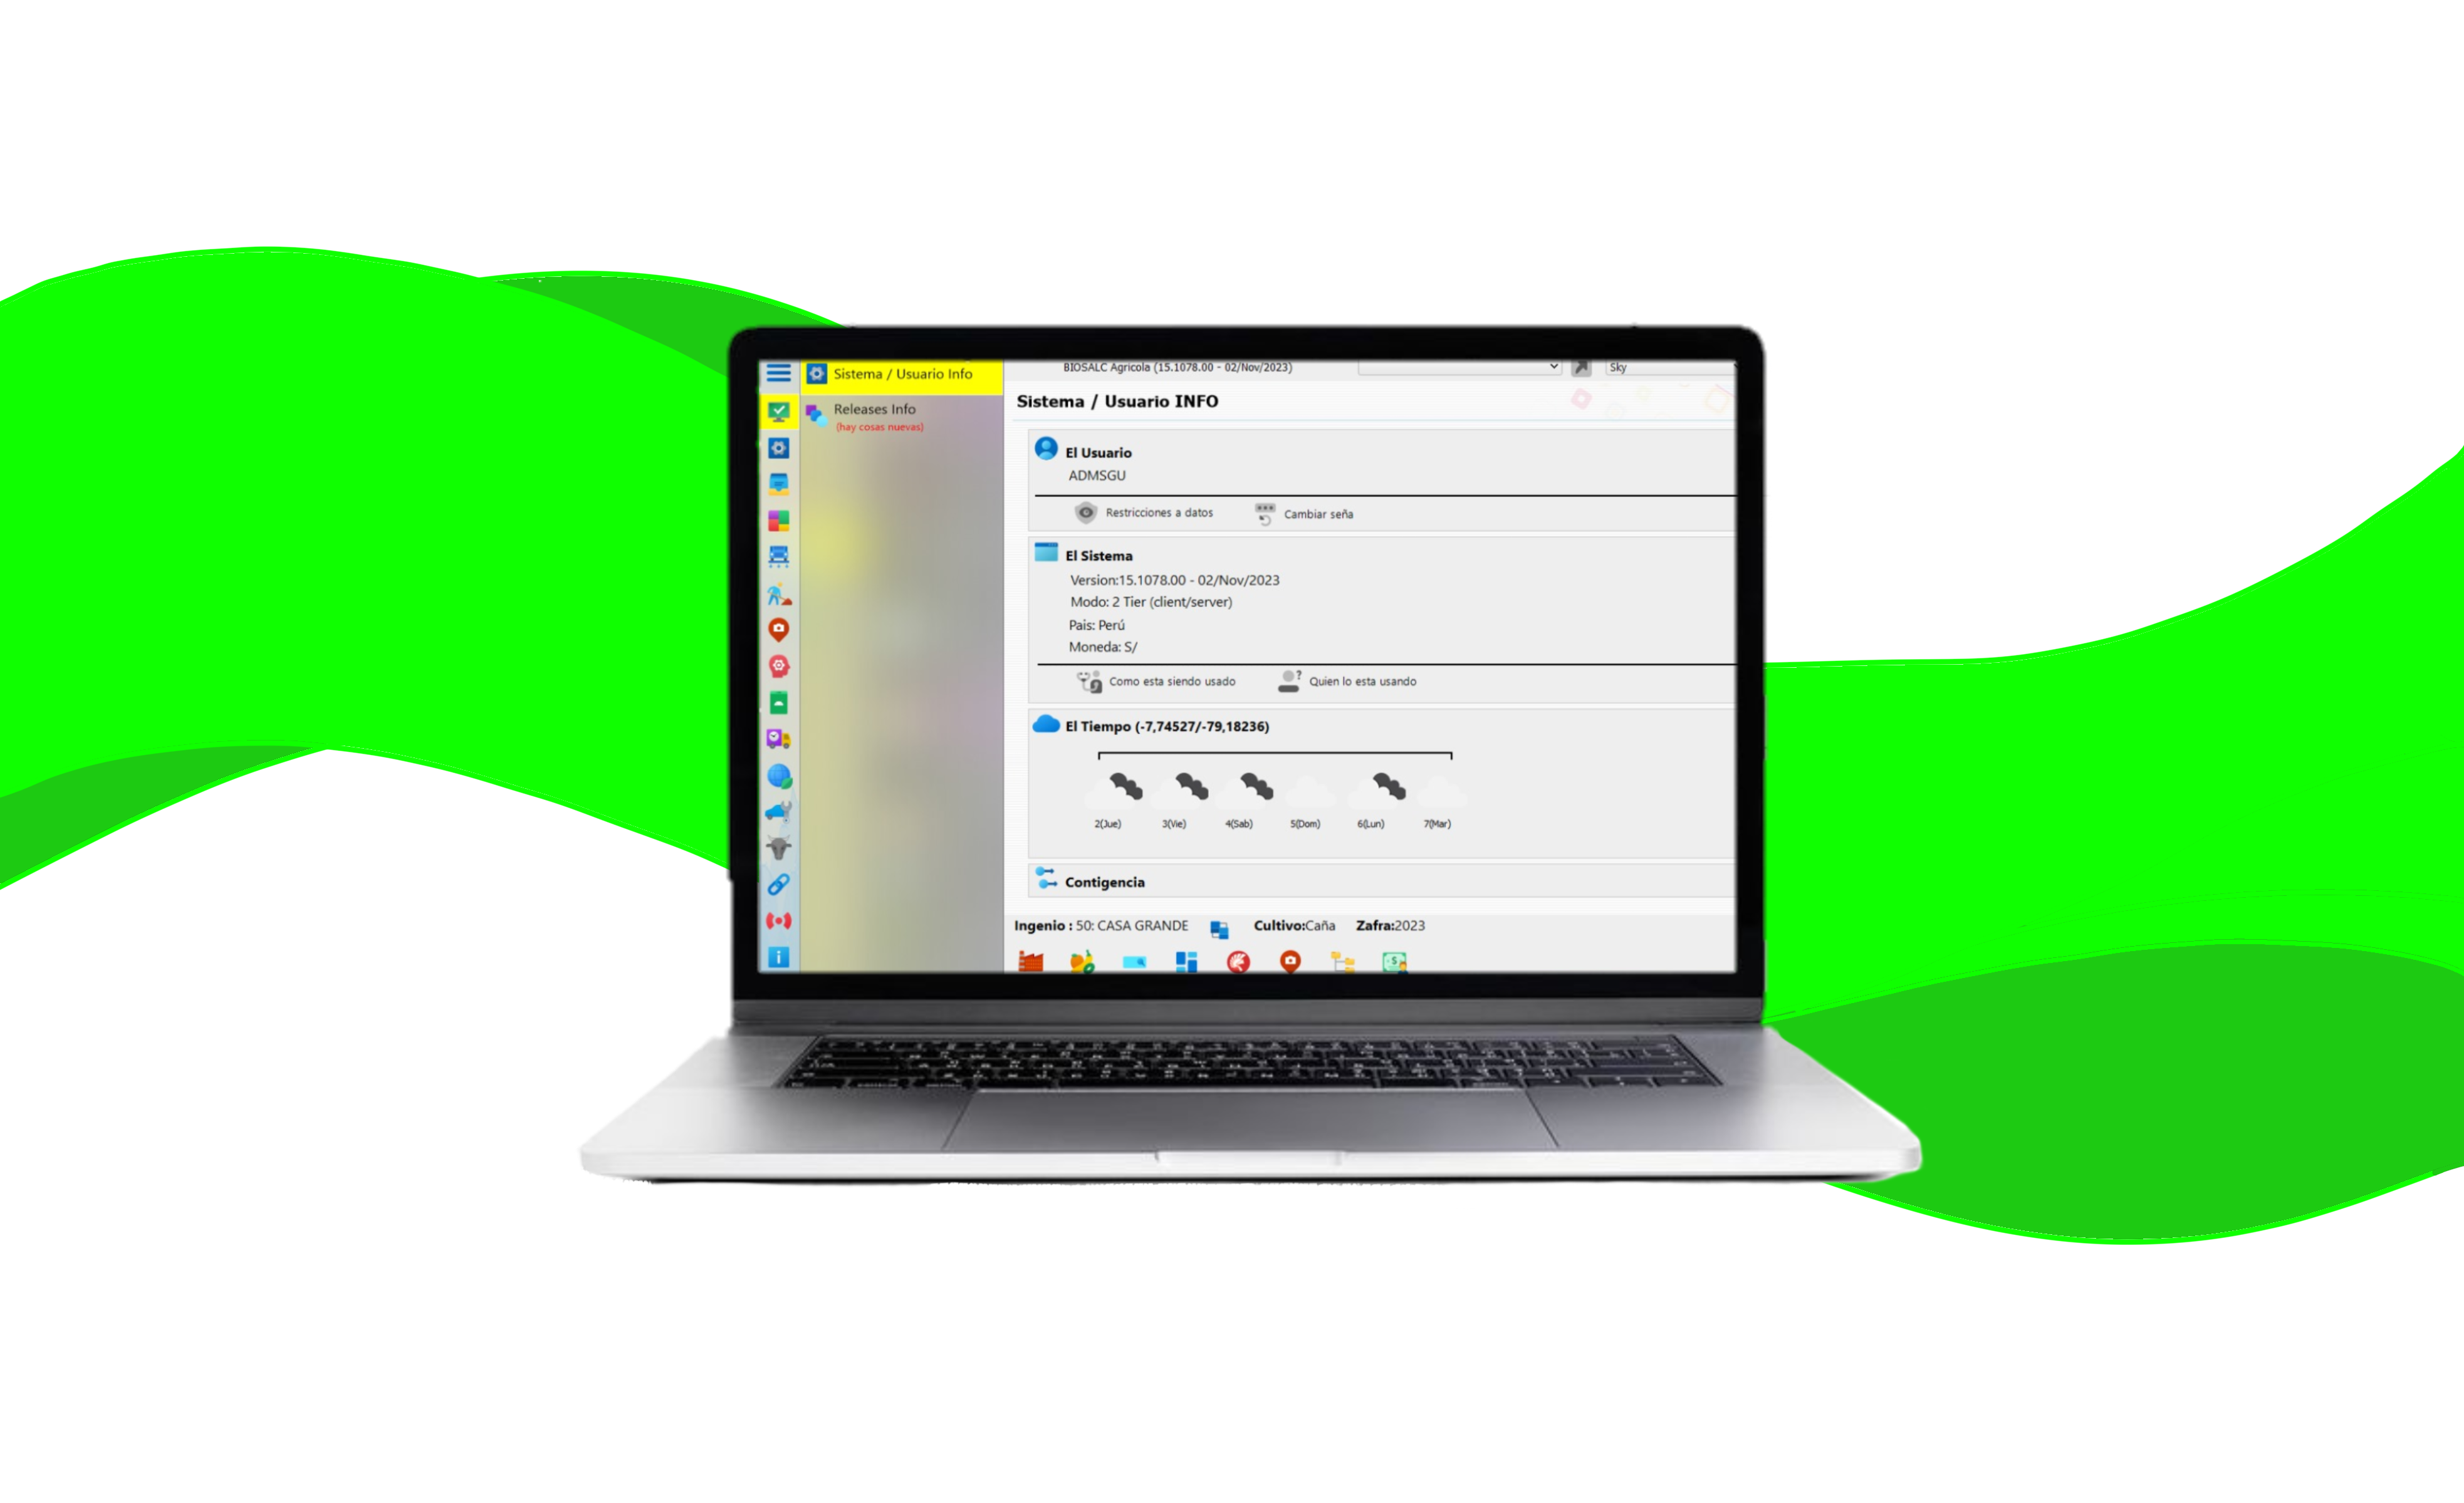 Sistema / Usuario Info
Releases Info
(hay cosas nuevas)
BIOSALC Agricola (15.1078.00 - 02/Nov/2023)
Sky
Sistema / Usuario INFO
El Usuario
ADMSGU
Restricciones a datos
Cambiar seña
El Sistema
Version:15.1078.00 - 02/Nov/2023
Modo: 2 Tier (client/server)
Pais: Perú
Moneda: S/
Como esta siendo usado
Quien lo esta usando
El Tiempo (-7,74527/-79,18236)
2(Jue) 3(Vie) 4(Sab) 5(Dom) 6(Lun) 7(Mar)
Contigencia
Ingenio : 50: CASA GRANDE Cultivo:Caña Zafra:2023